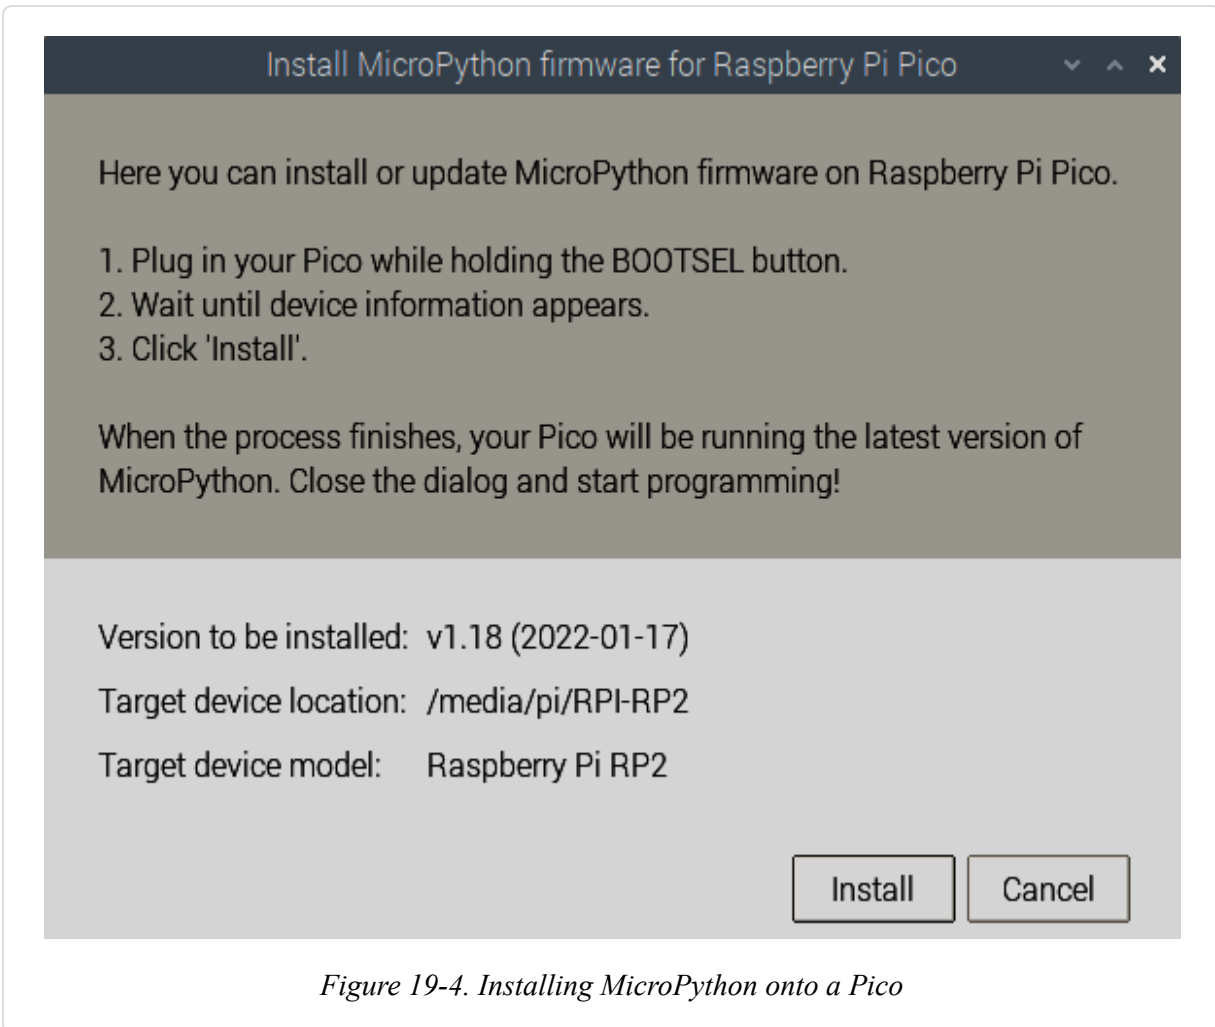 Install MicroPython firmware for Raspberry Pi Pico
Here you can install or update MicroPython firmware on Raspberry Pi Pico.
1. Plug in your Pico while holding the BOOTSEL button.
2. Wait until device information appears.
3. Click 'Install'.
When the process finishes, your Pico will be running the latest version of
MicroPython. Close the dialog and start programming!
Version to be installed: v1.18 (2022-01-17)
Target device location: /media/pi/RPI-RP2
Target device model: Raspberry Pi RP2
Install Cancel
Figure 19-4. Installing MicroPython onto a Pico